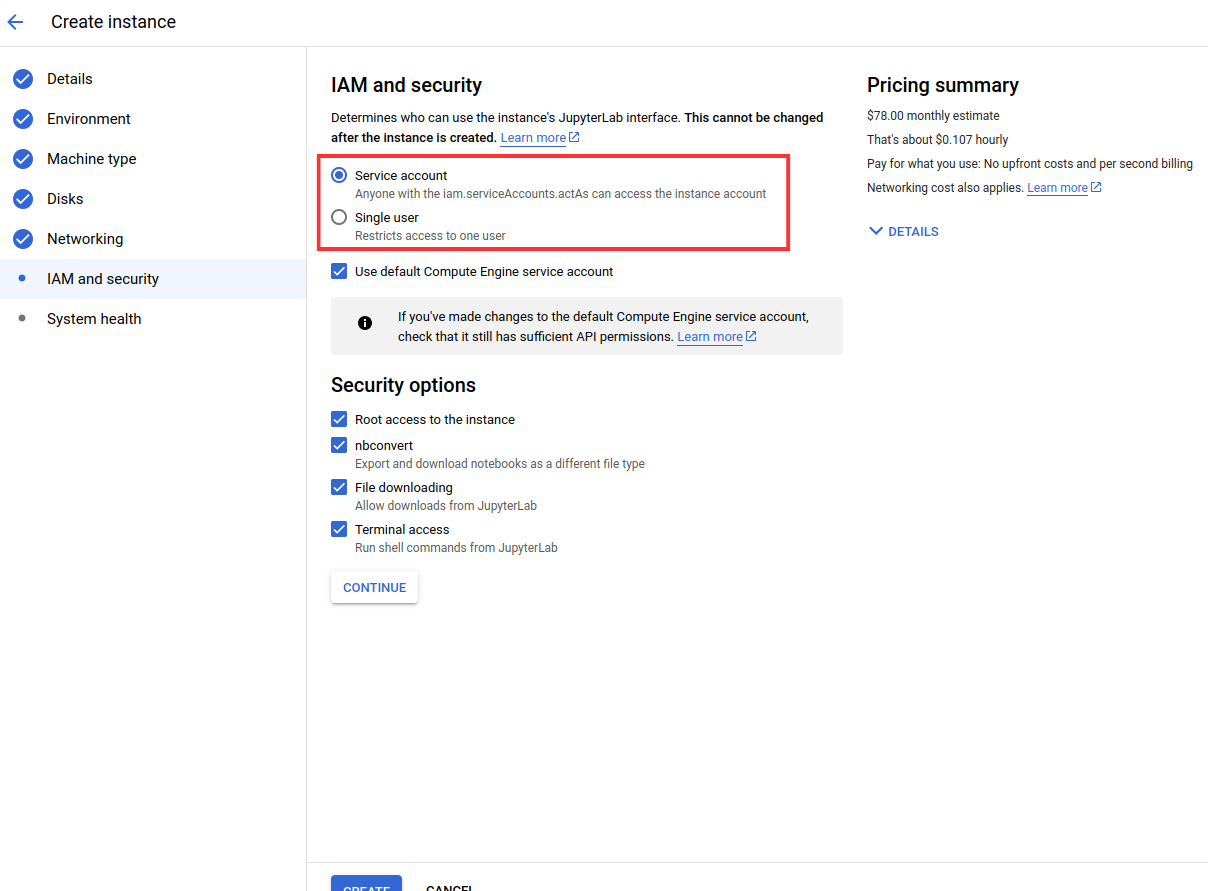 Create instance
Details
Environment
Machine type
Disks
Networking
IAM and security
System health
IAM and security
Determines who can use the instance's JupyterLab interface. This cannot be changed
after the instance is created. Learn more
Service account
Anyone with the iam.serviceAccounts.actAs can access the instance account
Single user
Restricts access to one user
Use default Compute Engine service account
If you've made changes to the default Compute Engine service account,
check that it still has sufficient API permissions. Learn more
Security options
Root access to the instance
nbconvert
Export and download notebooks as a different file type
File downloading
Allow downloads from JupyterLab
Terminal access
Run shell commands from JupyterLab
CONTINUE
Pricing summary
$78.00 monthly estimate
That's about $0.107 hourly
Pay for what you use: No upfront costs and per second billing
Networking cost also applies. Learn more
DETAILS
CREATE
CANCEL